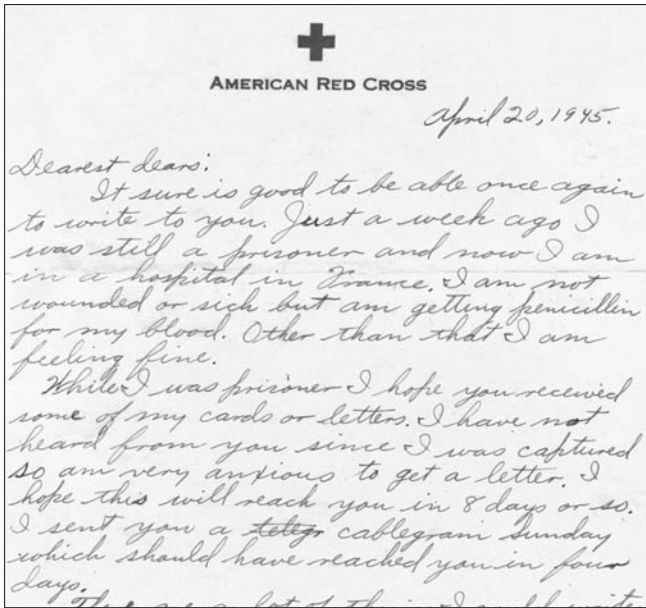 AMERICAN RED CROSS
April 20, 1945.
Dearest dears:
It sure is good to be able once again
to write to you. Just a week ago I
was still a prisoner and now I am
in a hospital in France. I am not
wounded or sick but am getting penicillin
for my blood. Other than that I am
feeling fine.
While I was prisoner I hope you received
some of my cards or letters. I have not
heard from you since I was captured
so am very anxious to get a letter. I
hope this will reach you in 8 days or so.
I sent you a telegr cablegram Sunday
which should have reached you in four
days.